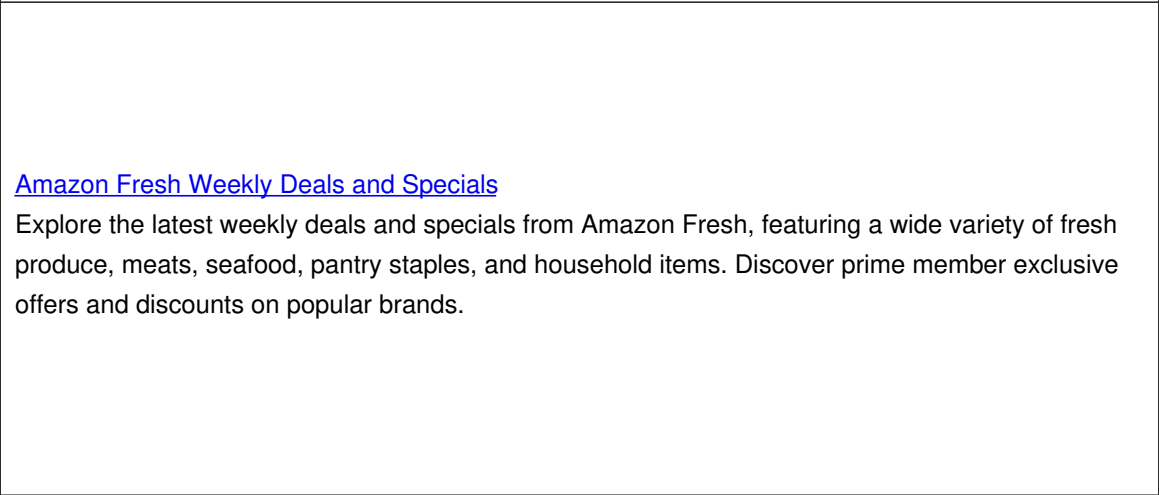 Amazon Fresh Weekly Deals and Specials
Explore the latest weekly deals and specials from Amazon Fresh, featuring a wide variety of fresh
produce, meats, seafood, pantry staples, and household items. Discover prime member exclusive
offers and discounts on popular brands.